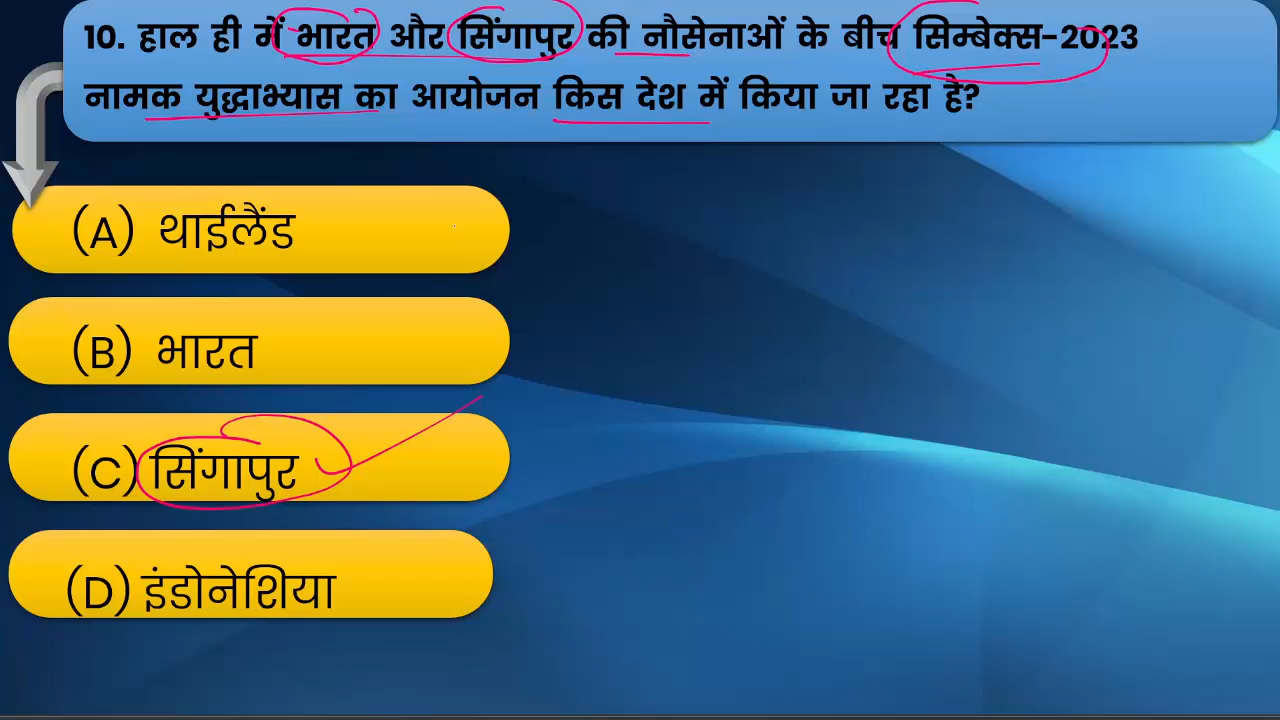 10. हाल ही में भारत और सिंगापुर की नौसेनाओं के बीच सिम्बेक्स-2023
नामक युद्धाभ्यास का आयोजन किस देश में किया जा रहा है?
(A) थाईलैंड
(B) भारत
(C) सिंगापुर
(D) इंडोनेशिया